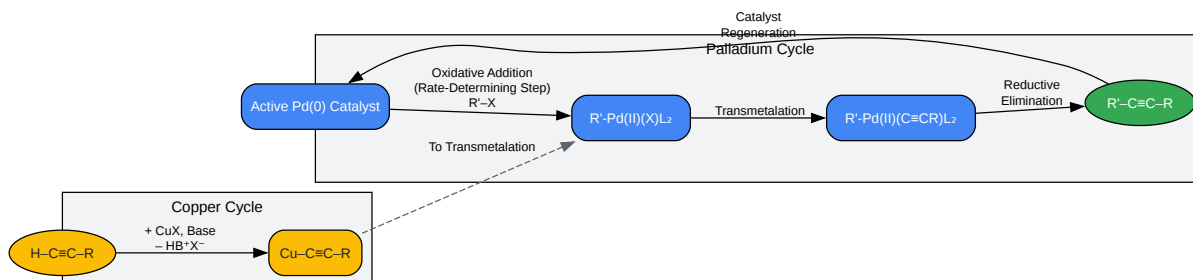 Catalyst
Regeneration
Palladium Cycle
Active Pd(0) Catalyst
Oxidative Addition
(Rate-Determining Step)
R'–X
R'-Pd(II)(X)L₂
Transmetalation
R'-Pd(II)(C≡CR)L₂
Reductive
Elimination
R'–C≡C–R
To Transmetalation
Copper Cycle
H–C≡C–R
+ CuX, Base
– HB⁺X⁻
Cu–C≡C–R